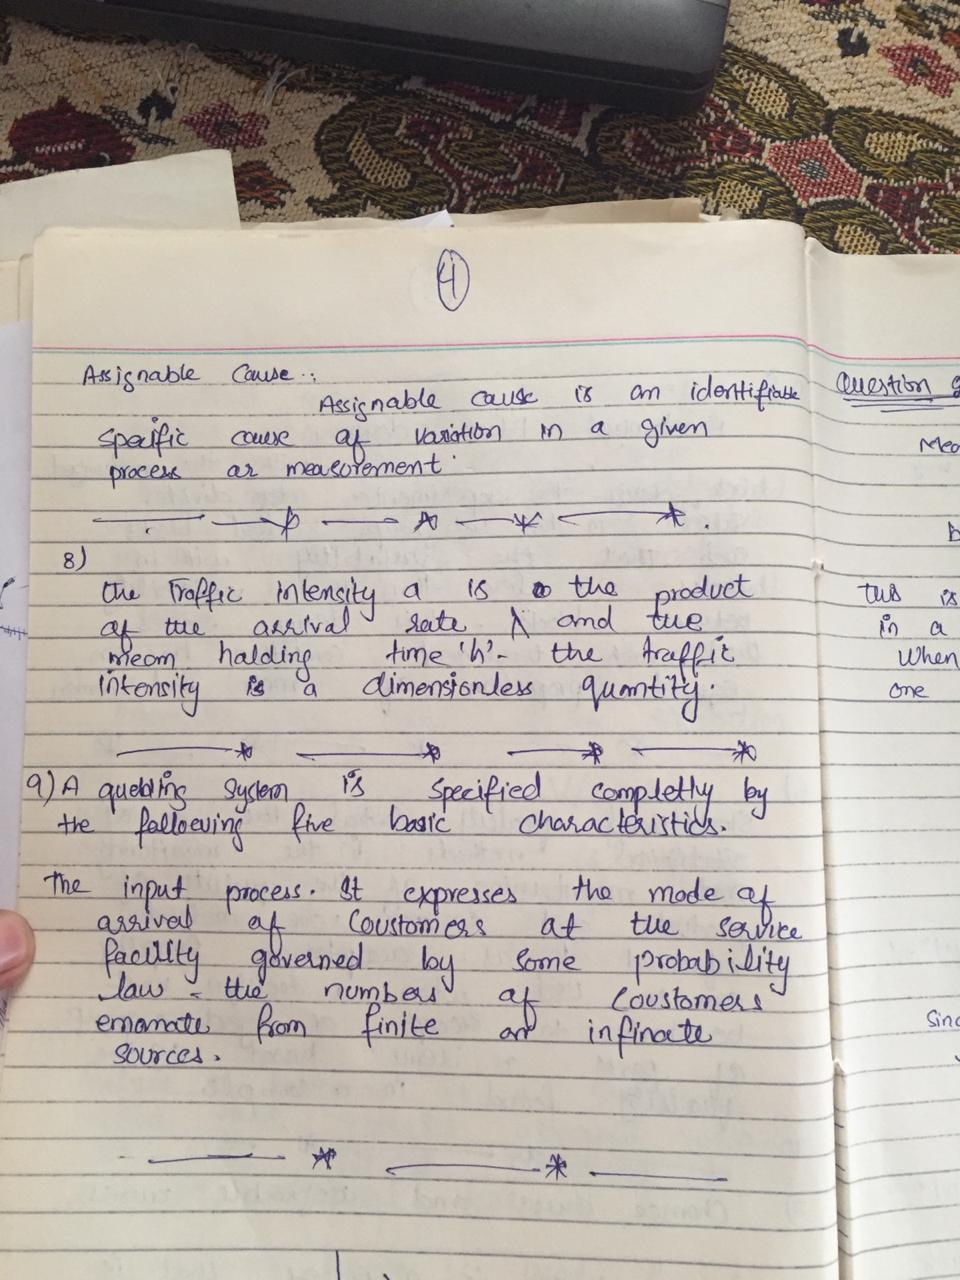 4
Assignable Cause :.
Assignable cause is an identifiable
specific cause of variation in a given
process or measurement.
8)
the Traffic intensity a is the product
of the arrival rate λ and the
mean holding time 'h'- the traffic
intensity is a dimensionless quantity.
9) A queuing system is specified completly by
the following five basic characteristics.
The input process. It expresses the mode of
arrival of Coustomers at the service
facility governed by some probability
law - the numbers of Coustomers
emanate from finite or infinate
sources.
Question
Mea
b
This is
in a
When
one
Sinc